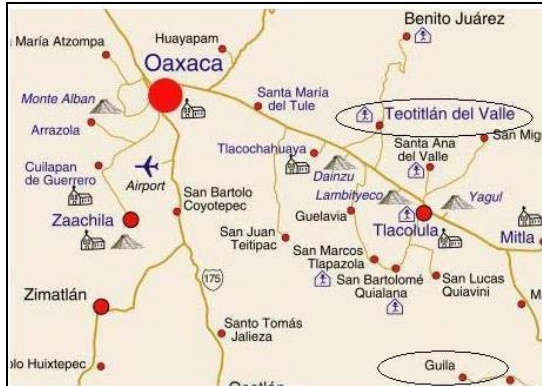 Benito Juárez
María Atzompa
Huayapam
Oaxaca
Monte Alban
Santa María
del Tule
Teotitlán del Valle
Arrazola
Tlacochahuaya
Santa Ana
del Valle
San Mig
Cuilapan
de Guerrero
Airport
Dainzu
Lambityeco
Yagul
San Bartolo
Coyotepec
Guelavia
Zaachila
Tlacolula
Mitla
San Juan
Teitipac
San Marcos
Tlapazola
San Bartolomé
Quialana
San Lucas
Quiavini
175
Zimatlán
Ma
Santo Tomás
Jalieza
olo Huixtepec
Guila